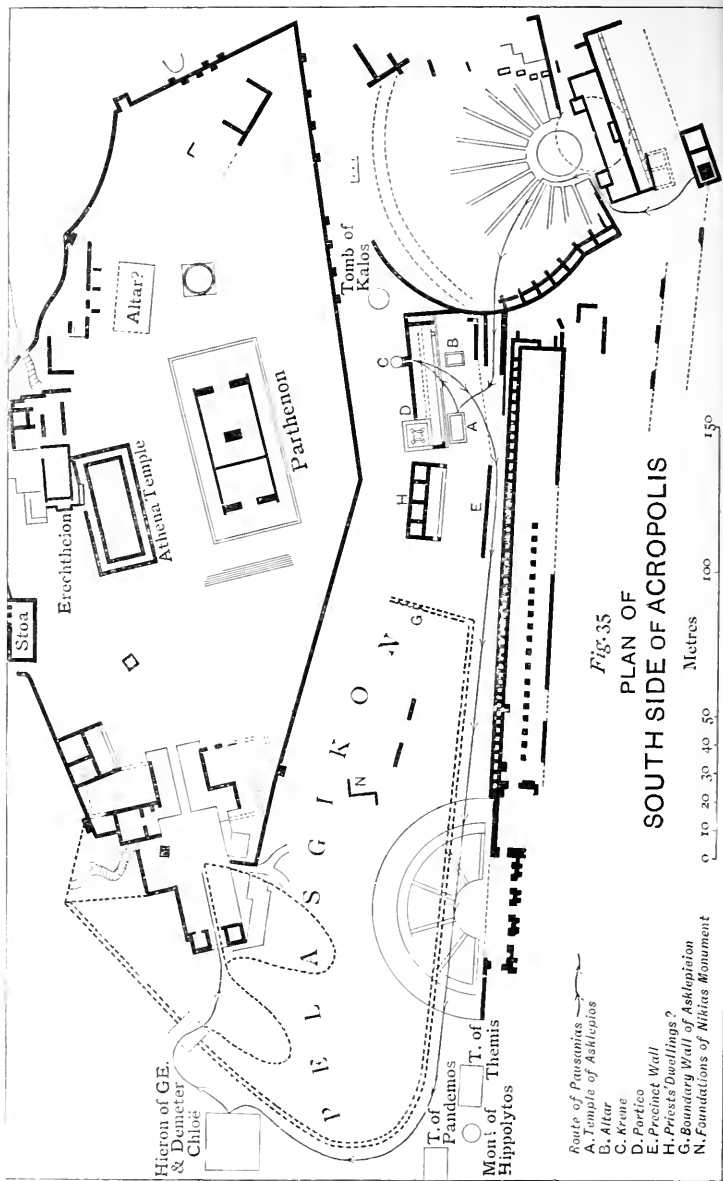 Stoa
Erechtheion
Athena Temple
Altar?
Parthenon
Tomb of
Kalos
C
D
B
A
H
E
G
N
PELASGIKON
Hieron of GE.
& Demeter
Chloë
T. of
Pandemos
T. of
Themis
Monᵗ. of
Hippolytos
Fig. 35
PLAN OF
SOUTH SIDE OF ACROPOLIS
Metres
0 10 20 30 40 50 100 150
Route of Pausanias
A. Temple of Asklepios
B. Altar
C. Krene
D. Portico
E. Precinct Wall
H. Priests' Dwellings?
G. Boundary Wall of Asklepieion
N. Foundations of Nikias Monument